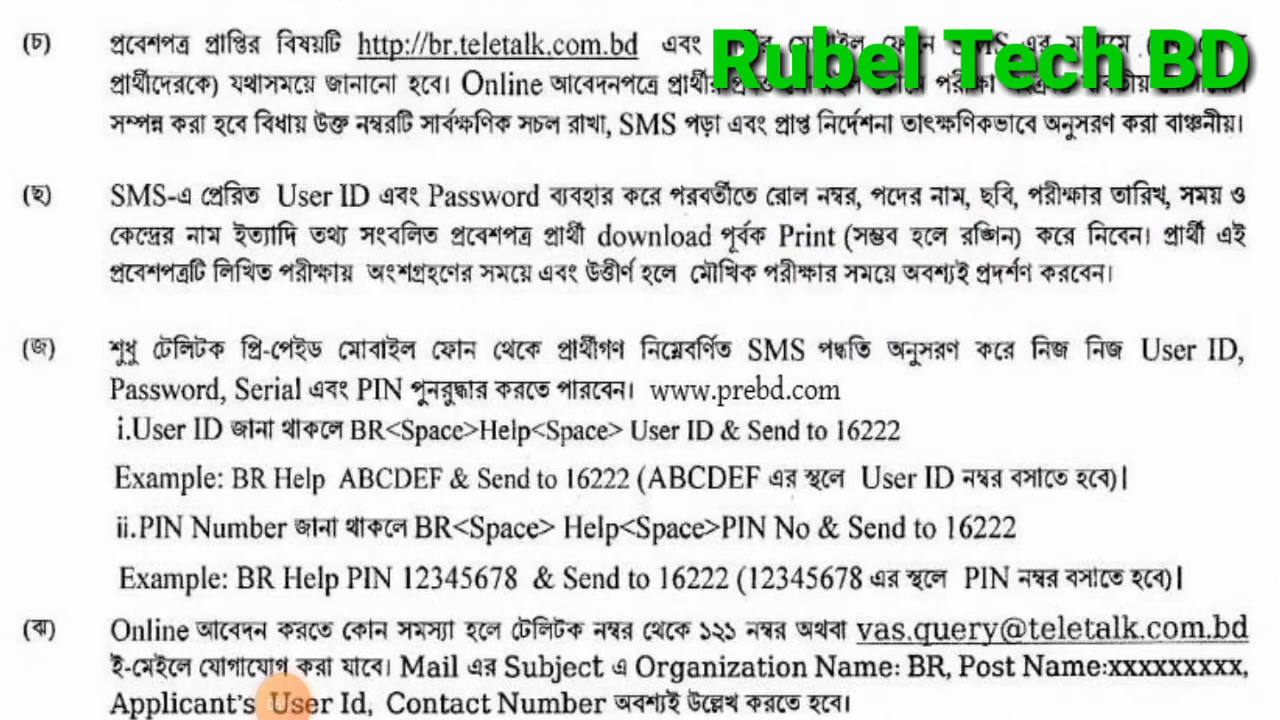 Rubel Tech BD
(চ) প্রবেশপত্র প্রাপ্তির বিষয়টি http://br.teletalk.com.bd এবং
প্রার্থীদেরকে) যথাসময়ে জানানো হবে। Online আবেদনপত্রে পরীক্ষা
সম্পন্ন করা হবে বিধায় উক্ত নম্বরটি সার্বক্ষণিক সচল রাখা, SMS পড়া এবং প্রাপ্ত নির্দেশনা তাৎক্ষণিকভাবে অনুসরণ করা বাঞ্চনীয়।
(ছ) SMS-এ প্রেরিত User ID এবং Password ব্যবহার করে পরবর্তীতে রোল নম্বর, পদের নাম, ছবি, পরীক্ষার তারিখ, সময় ও
কেন্দ্রের নাম ইত্যাদি তথ্য সংবলিত প্রবেশপত্র প্রার্থী download পূর্বক Print (সম্ভব হলে রঙ্গিন) করে নিবেন। প্রার্থী এই
প্রবেশপত্রটি লিখিত পরীক্ষায় অংশগ্রহণের সময়ে এবং উত্তীর্ণ হলে মৌখিক পরীক্ষার সময়ে অবশ্যই প্রদর্শণ করবেন।
(জ) শুধু টেলিটক প্রি-পেইড মোবাইল ফোন থেকে প্রার্থীগণ নিম্নেবর্ণিত SMS পদ্ধতি অনুসরণ করে নিজ নিজ User ID,
Password, Serial এবং PIN পুনরুদ্ধার করতে পারবেন। www.prebd.com
i.User ID জানা থাকলে BR<Space>Help<Space> User ID & Send to 16222
Example: BR Help ABCDEF & Send to 16222 (ABCDEF এর স্থলে User ID নম্বর বসাতে হবে)|
ii.PIN Number জানা থাকলে BR<Space> Help<Space>PIN No & Send to 16222
Example: BR Help PIN 12345678 & Send to 16222 (12345678 এর স্থলে PIN নম্বর বসাতে হবে)|
(ঝ) Online আবেদন করতে কোন সমস্যা হলে টেলিটক নম্বর থেকে ১২১ নম্বর অথবা vas.query@teletalk.com.bd
ই-মেইলে যোগাযোগ করা যাবে। Mail এর Subject এ Organization Name: BR, Post Name:xxxxxxxxx,
Applicant's User Id, Contact Number অবশ্যই উল্লেখ করতে হবে।